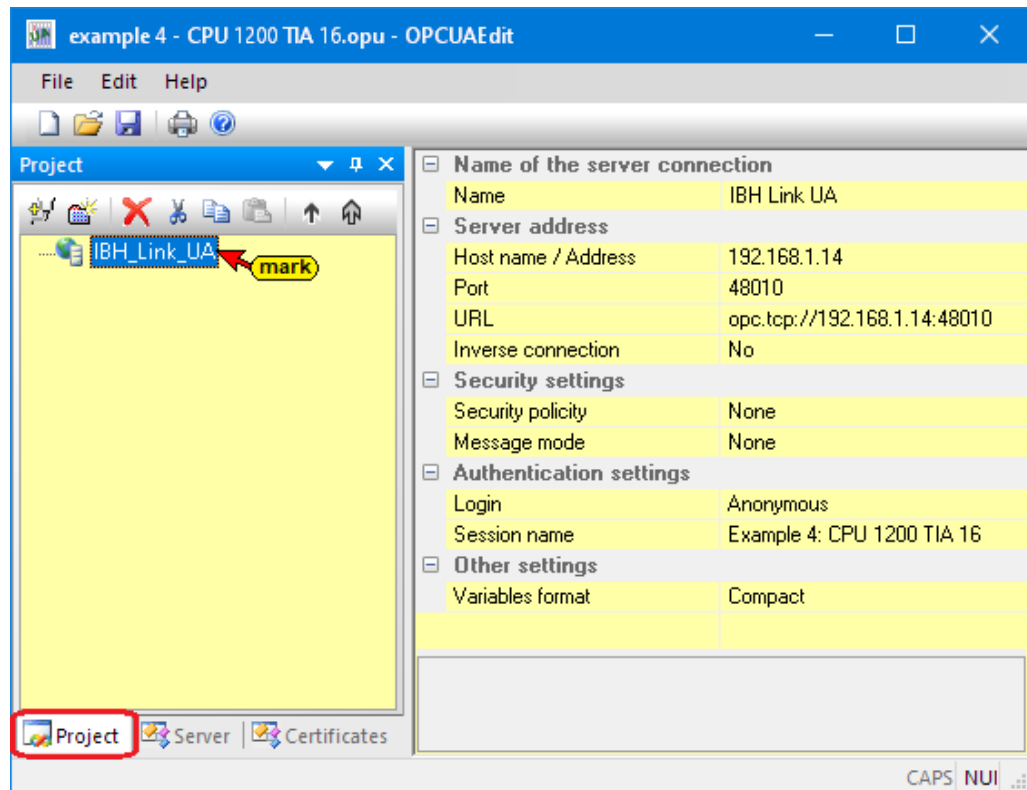 example 4 - CPU 1200 TIA 16.opu - OPCUAEdit
File Edit Help
Project
IBH_Link_UA
mark
Project Server Certificates
Name of the server connection
Name IBH Link UA
Server address
Host name / Address 192.168.1.14
Port 48010
URL opc.tcp://192.168.1.14:48010
Inverse connection No
Security settings
Security policity None
Message mode None
Authentication settings
Login Anonymous
Session name Example 4: CPU 1200 TIA 16
Other settings
Variables format Compact
CAPS NUI